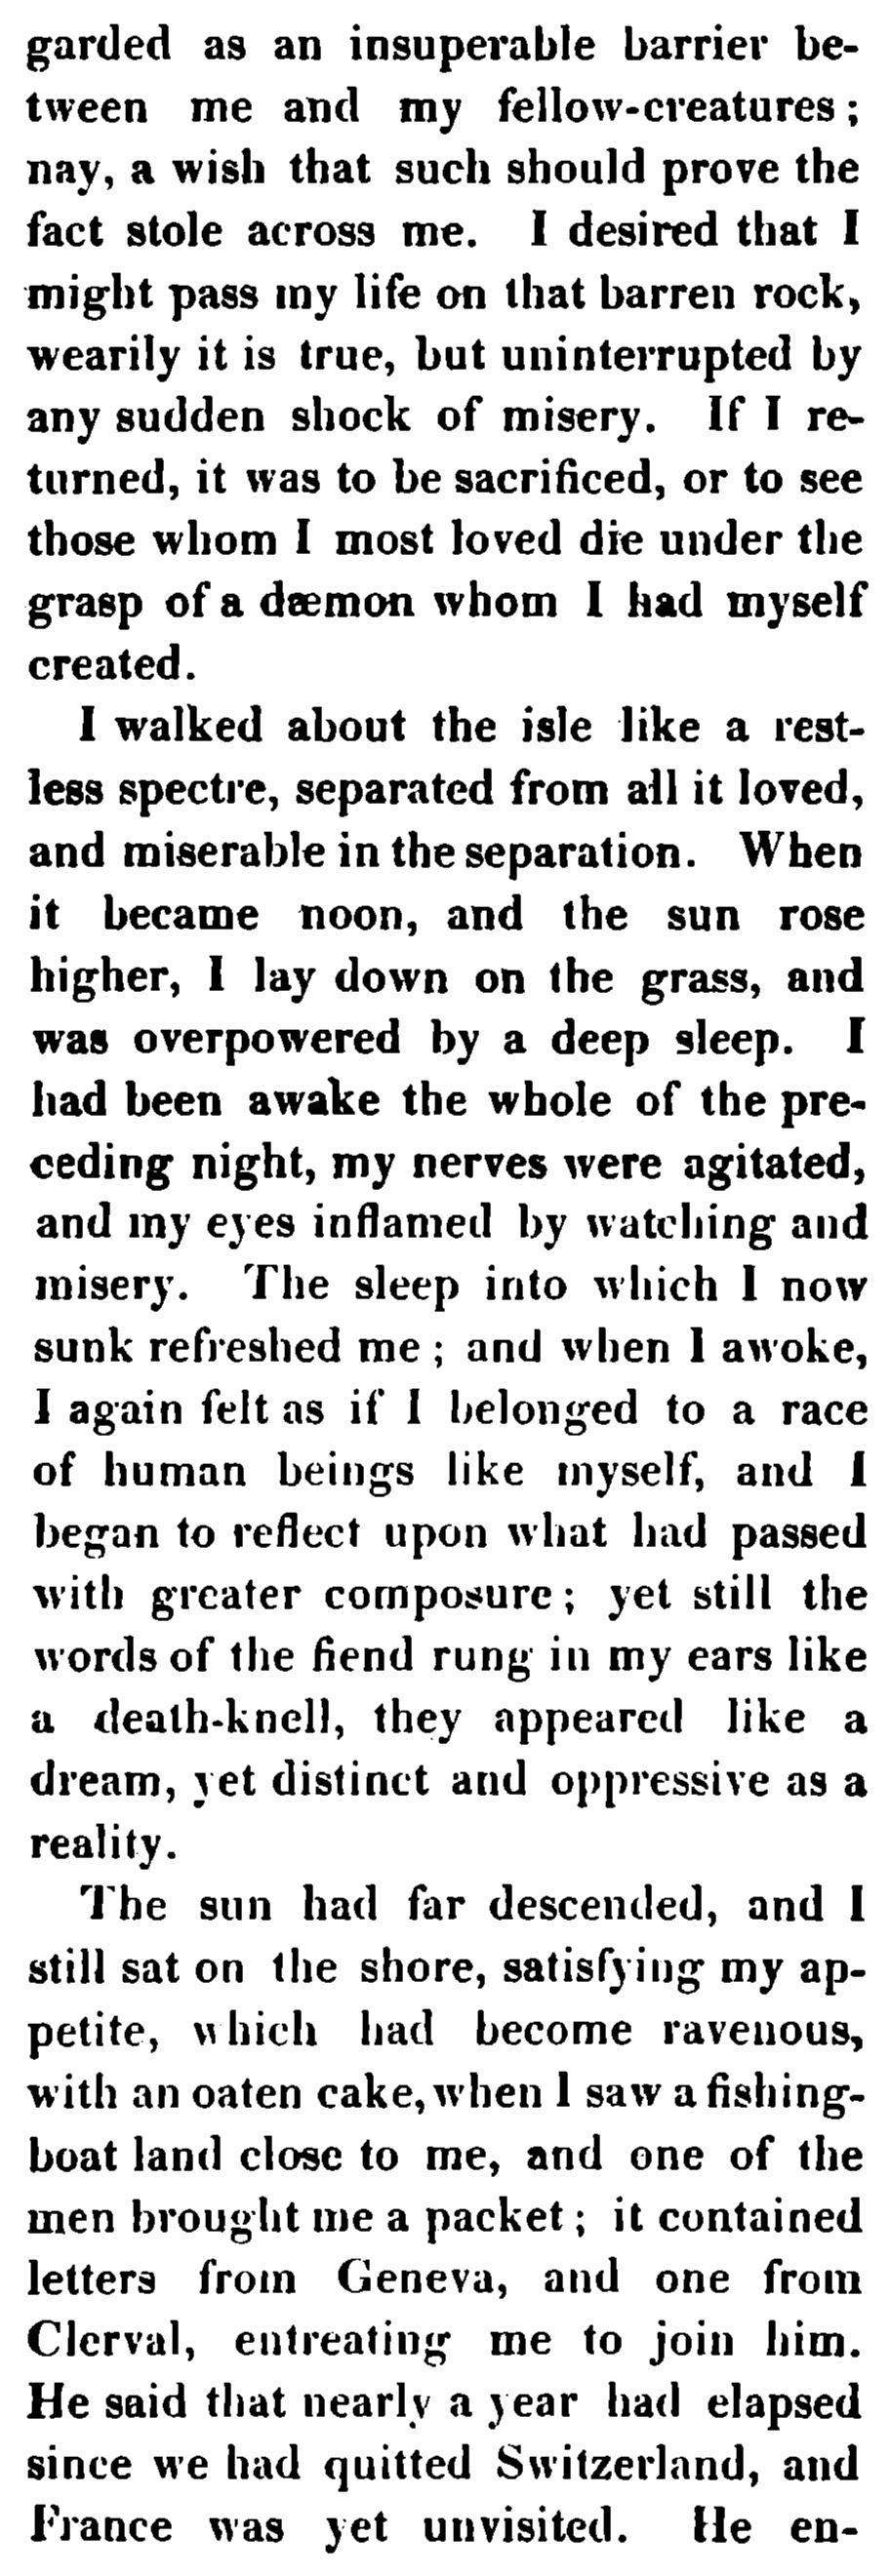 garded as an insuperable barrier be-
tween me and my fellow-creatures;
nay, a wish that such should prove the
fact stole across me. I desired that I
might pass my life on that barren rock,
wearily it is true, but uninterrupted by
any sudden shock of misery. If I re-
turned, it was to be sacrificed, or to see
those whom I most loved die under the
grasp of a dæmon whom I had myself
created.
I walked about the isle like a rest-
less spectre, separated from all it loved,
and miserable in the separation. When
it became noon, and the sun rose
higher, I lay down on the grass, and
was overpowered by a deep sleep. I
had been awake the whole of the pre-
ceding night, my nerves were agitated,
and my eyes inflamed by watching and
misery. The sleep into which I now
sunk refreshed me; and when I awoke,
I again felt as if I belonged to a race
of human beings like myself, and I
began to reflect upon what had passed
with greater composure; yet still the
words of the fiend rung in my ears like
a death-knell, they appeared like a
dream, yet distinct and oppressive as a
reality.
The sun had far descended, and I
still sat on the shore, satisfying my ap-
petite, which had become ravenous,
with an oaten cake, when I saw a fishing-
boat land close to me, and one of the
men brought me a packet; it contained
letters from Geneva, and one from
Clerval, entreating me to join him.
He said that nearly a year had elapsed
since we had quitted Switzerland, and
France was yet unvisited. He en-